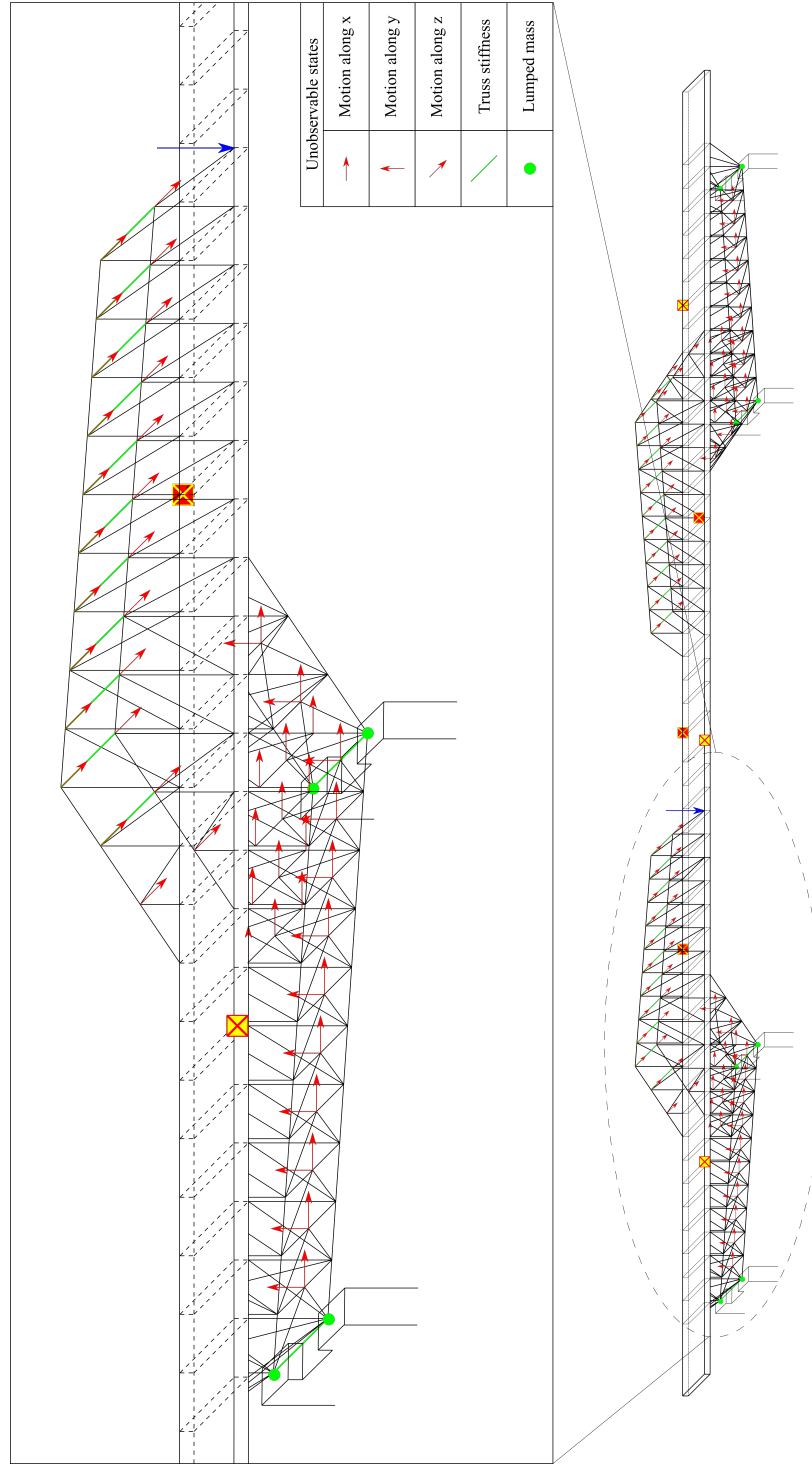 Unobservable states
Motion along x
Motion along y
Motion along z
Truss stiffness
Lumped mass